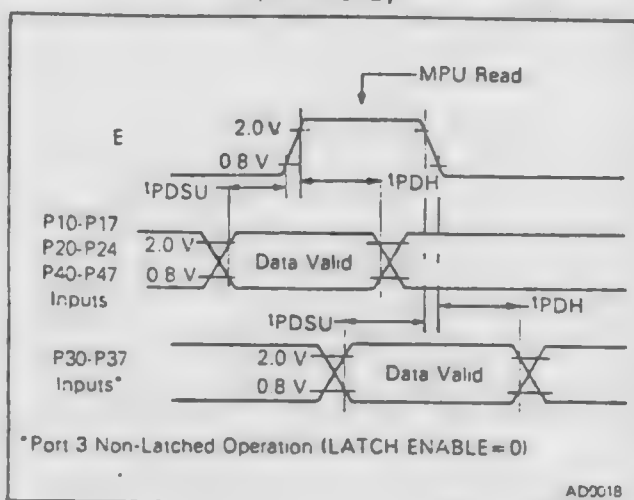 MPU Read
E
2.0 V
0.8 V
tPDSU
tPDH
P10-P17
P20-P24
P40-P47
Inputs
2.0 V
0.8 V
Data Valid
tPDSU
tPDH
P30-P37
Inputs*
2.0 V
0.8 V
Data Valid
*Port 3 Non-Latched Operation (LATCH ENABLE=0)